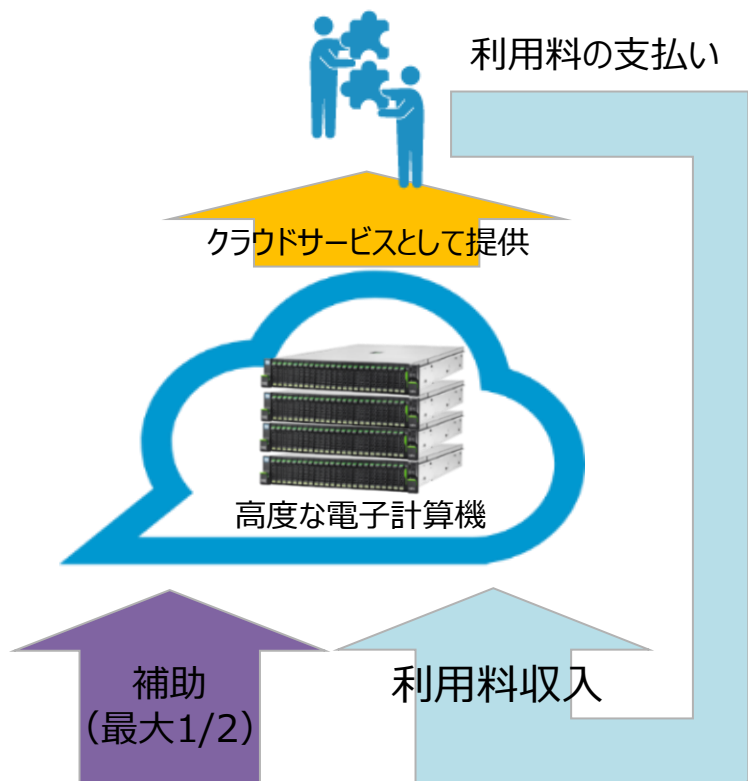 利用料の支払い
クラウドサービスとして提供
高度な電子計算機
補助
（最大1/2）
利用料収入